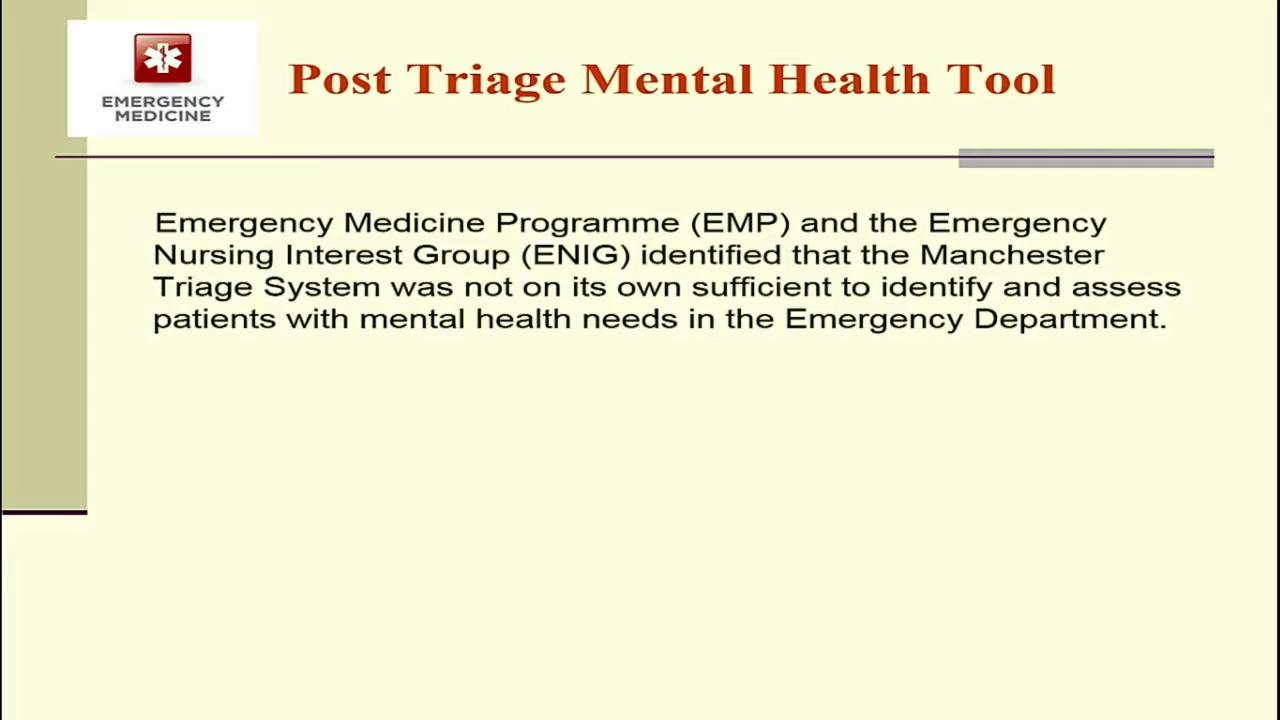 EMERGENCY
MEDICINE
Post Triage Mental Health Tool
Emergency Medicine Programme (EMP) and the Emergency
Nursing Interest Group (ENIG) identified that the Manchester
Triage System was not on its own sufficient to identify and assess
patients with mental health needs in the Emergency Department.